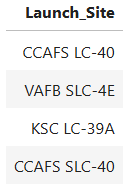 Launch_Site
CCAFS LC-40
VAFB SLC-4E
KSC LC-39A
CCAFS SLC-40